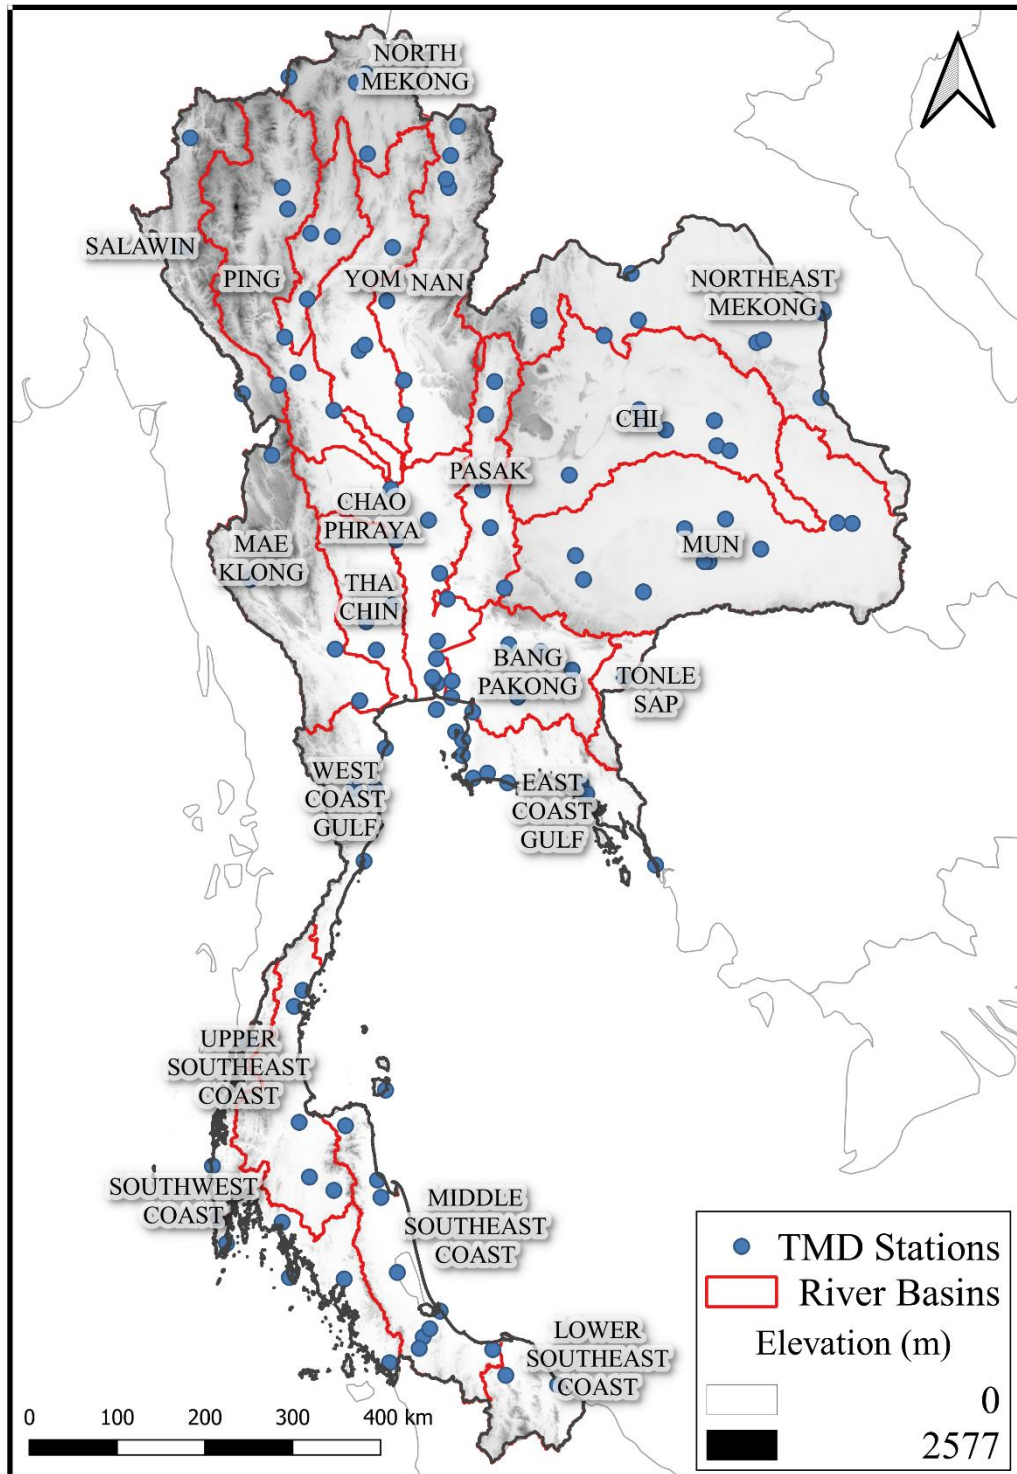 NORTH
MEKONG
SALAWIN
PING
YOM
NAN
NORTHEAST
MEKONG
CHI
PASAK
CHAO
PHRAYA
MUN
MAE
KLONG
THA
CHIN
BANG
PAKONG
TONLE
SAP
WEST
COAST
GULF
EAST
COAST
GULF
UPPER
SOUTHEAST
COAST
SOUTHWEST
COAST
MIDDLE
SOUTHEAST
COAST
LOWER
SOUTHEAST
COAST
TMD Stations
River Basins
Elevation (m)
0
2577
0 100 200 300 400 km